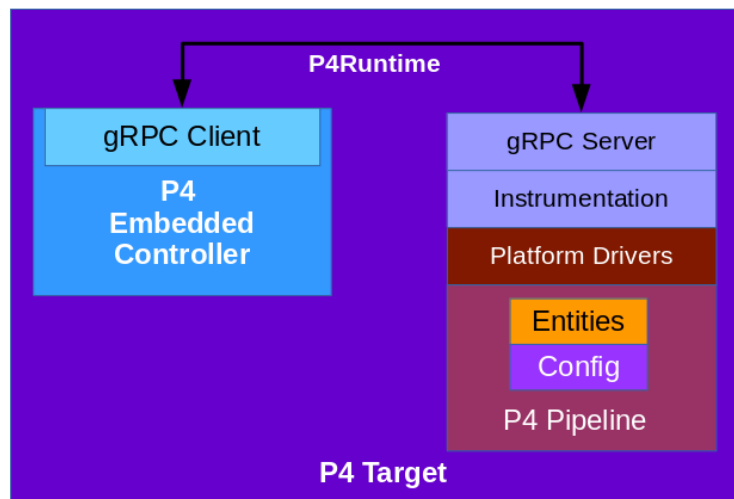 P4Runtime
gRPC Client
P4
Embedded
Controller
gRPC Server
Instrumentation
Platform Drivers
Entities
Config
P4 Pipeline
P4 Target